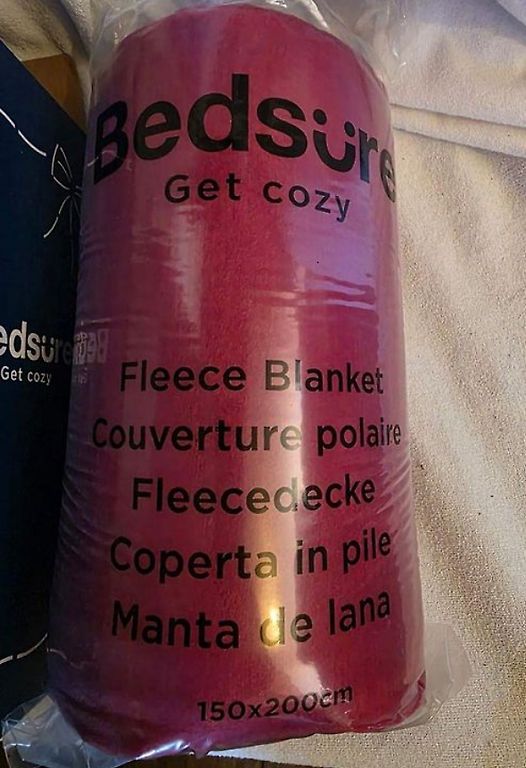 Bedsüre
Get cozy
edsüre
Get cozy
Fleece Blanket
Couverture polaire
Fleecedecke
Coperta in pile
Manta de lana
150x200cm